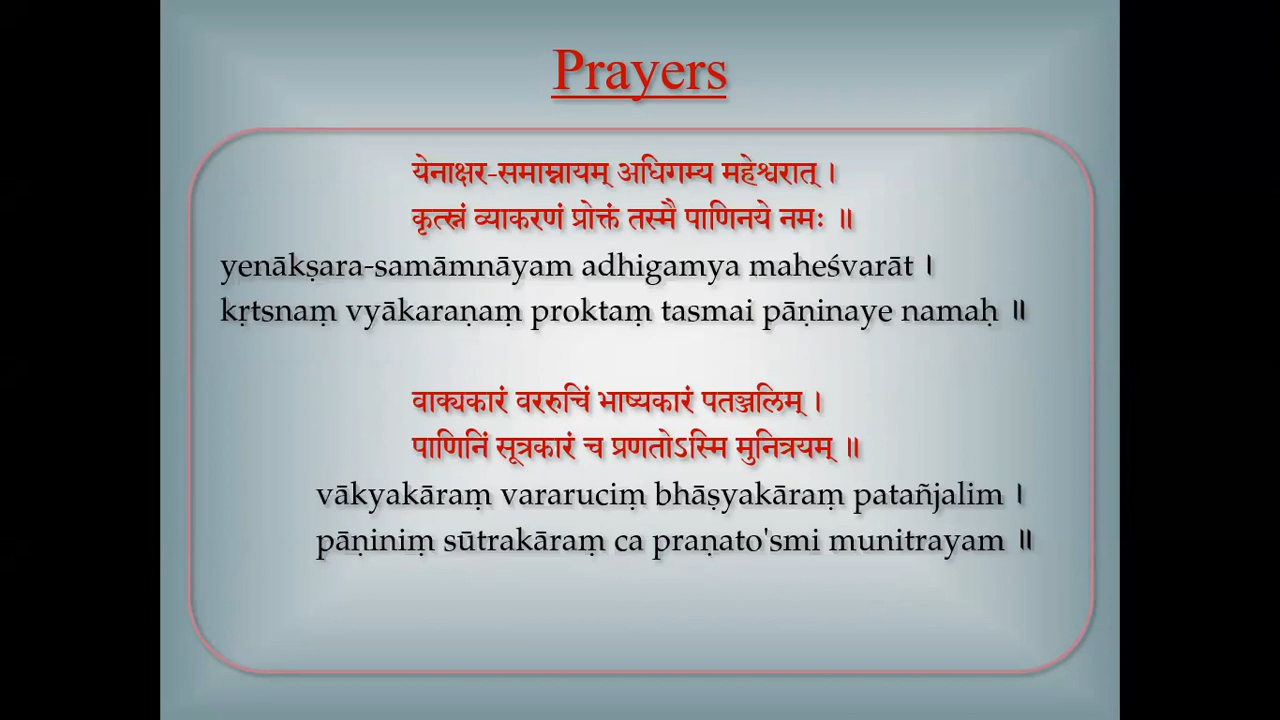 Prayers
येनाक्षर-समाम्नायम् अधिगम्य महेश्वरात् ।
कृत्स्नं व्याकरणं प्रोक्तं तस्मै पाणिनये नमः ॥
yenākṣara-samāmnāyam adhigamya maheśvarāt ।
kṛtsnaṃ vyākaraṇaṃ proktaṃ tasmai pāṇinaye namaḥ ॥
वाक्यकारं वररुचिं भाष्यकारं पतञ्जलिम् ।
पाणिनिं सूत्रकारं च प्रणतोऽस्मि मुनित्रयम् ॥
vākyakāraṃ vararuciṃ bhāṣyakāraṃ patañjalim ।
pāṇiniṃ sūtrakāraṃ ca praṇato'smi munitrayam ॥